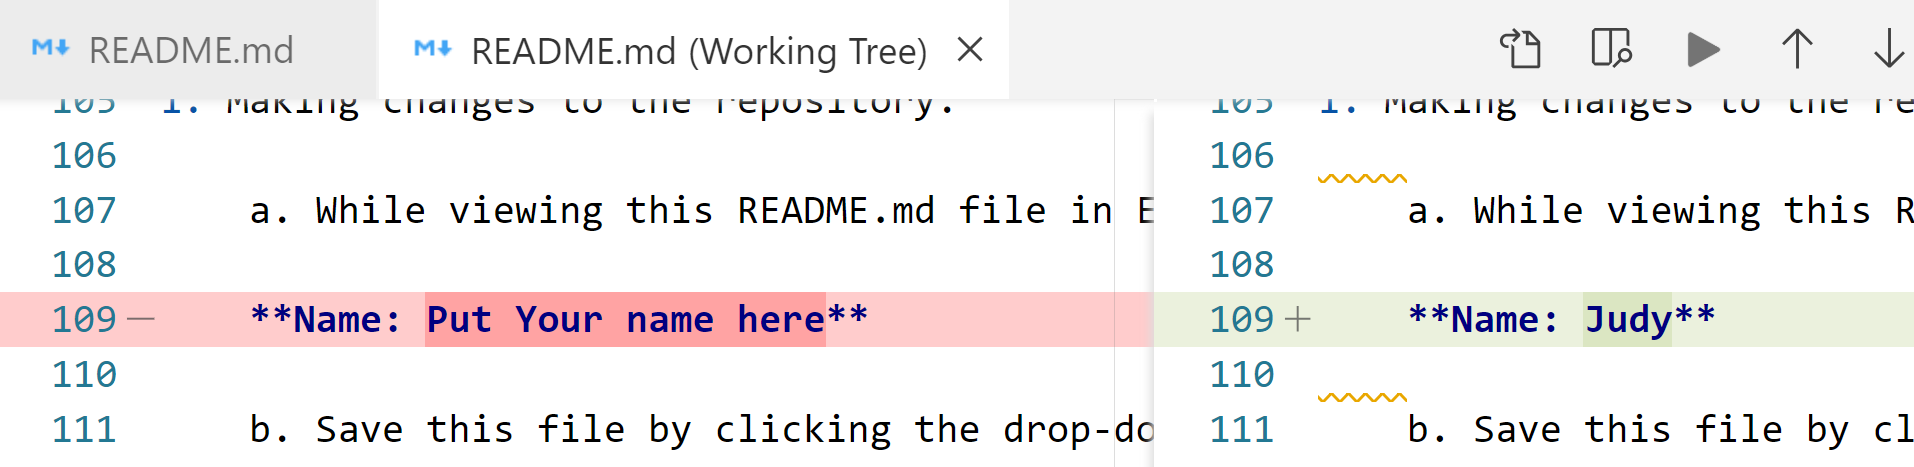 README.md
README.md (Working Tree)
105 1. Making changes to the repository.
106
107 a. While viewing this README.md file in E
108
109 — **Name: Put Your name here**
110
111 b. Save this file by clicking the drop-do
105 1. Making changes to the re
106
107 a. While viewing this R
108
109 + **Name: Judy**
110
111 b. Save this file by cl